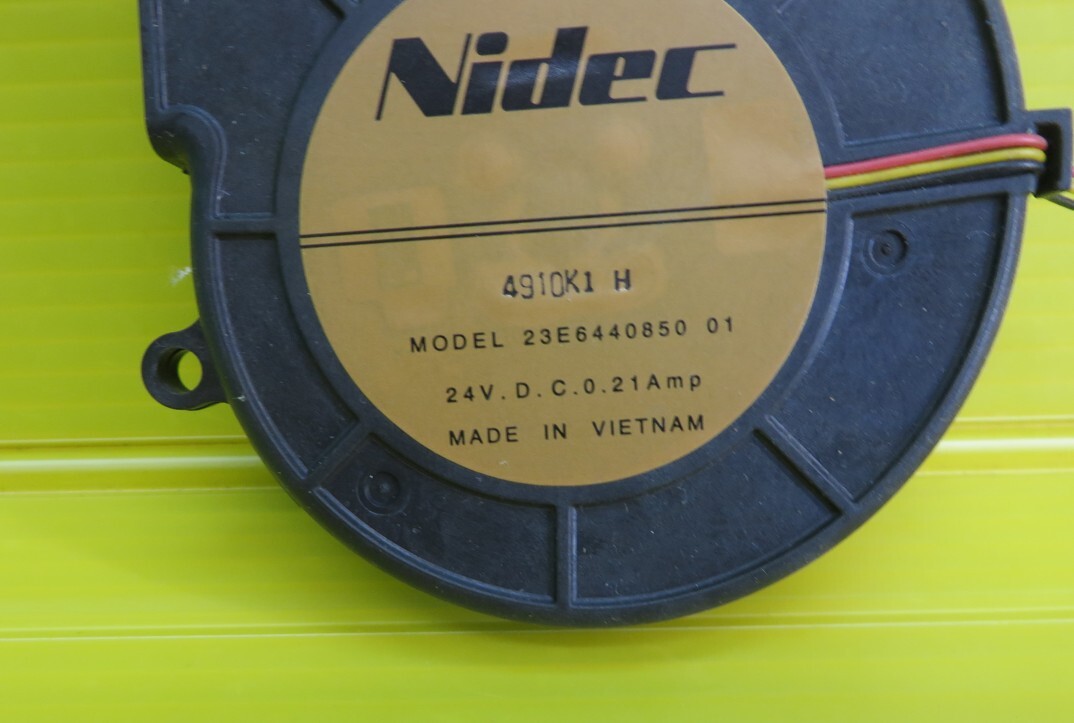 Nidec
4910K1 H
MODEL 23E6440850 01
24V.D.C.0.21Amp
MADE IN VIETNAM